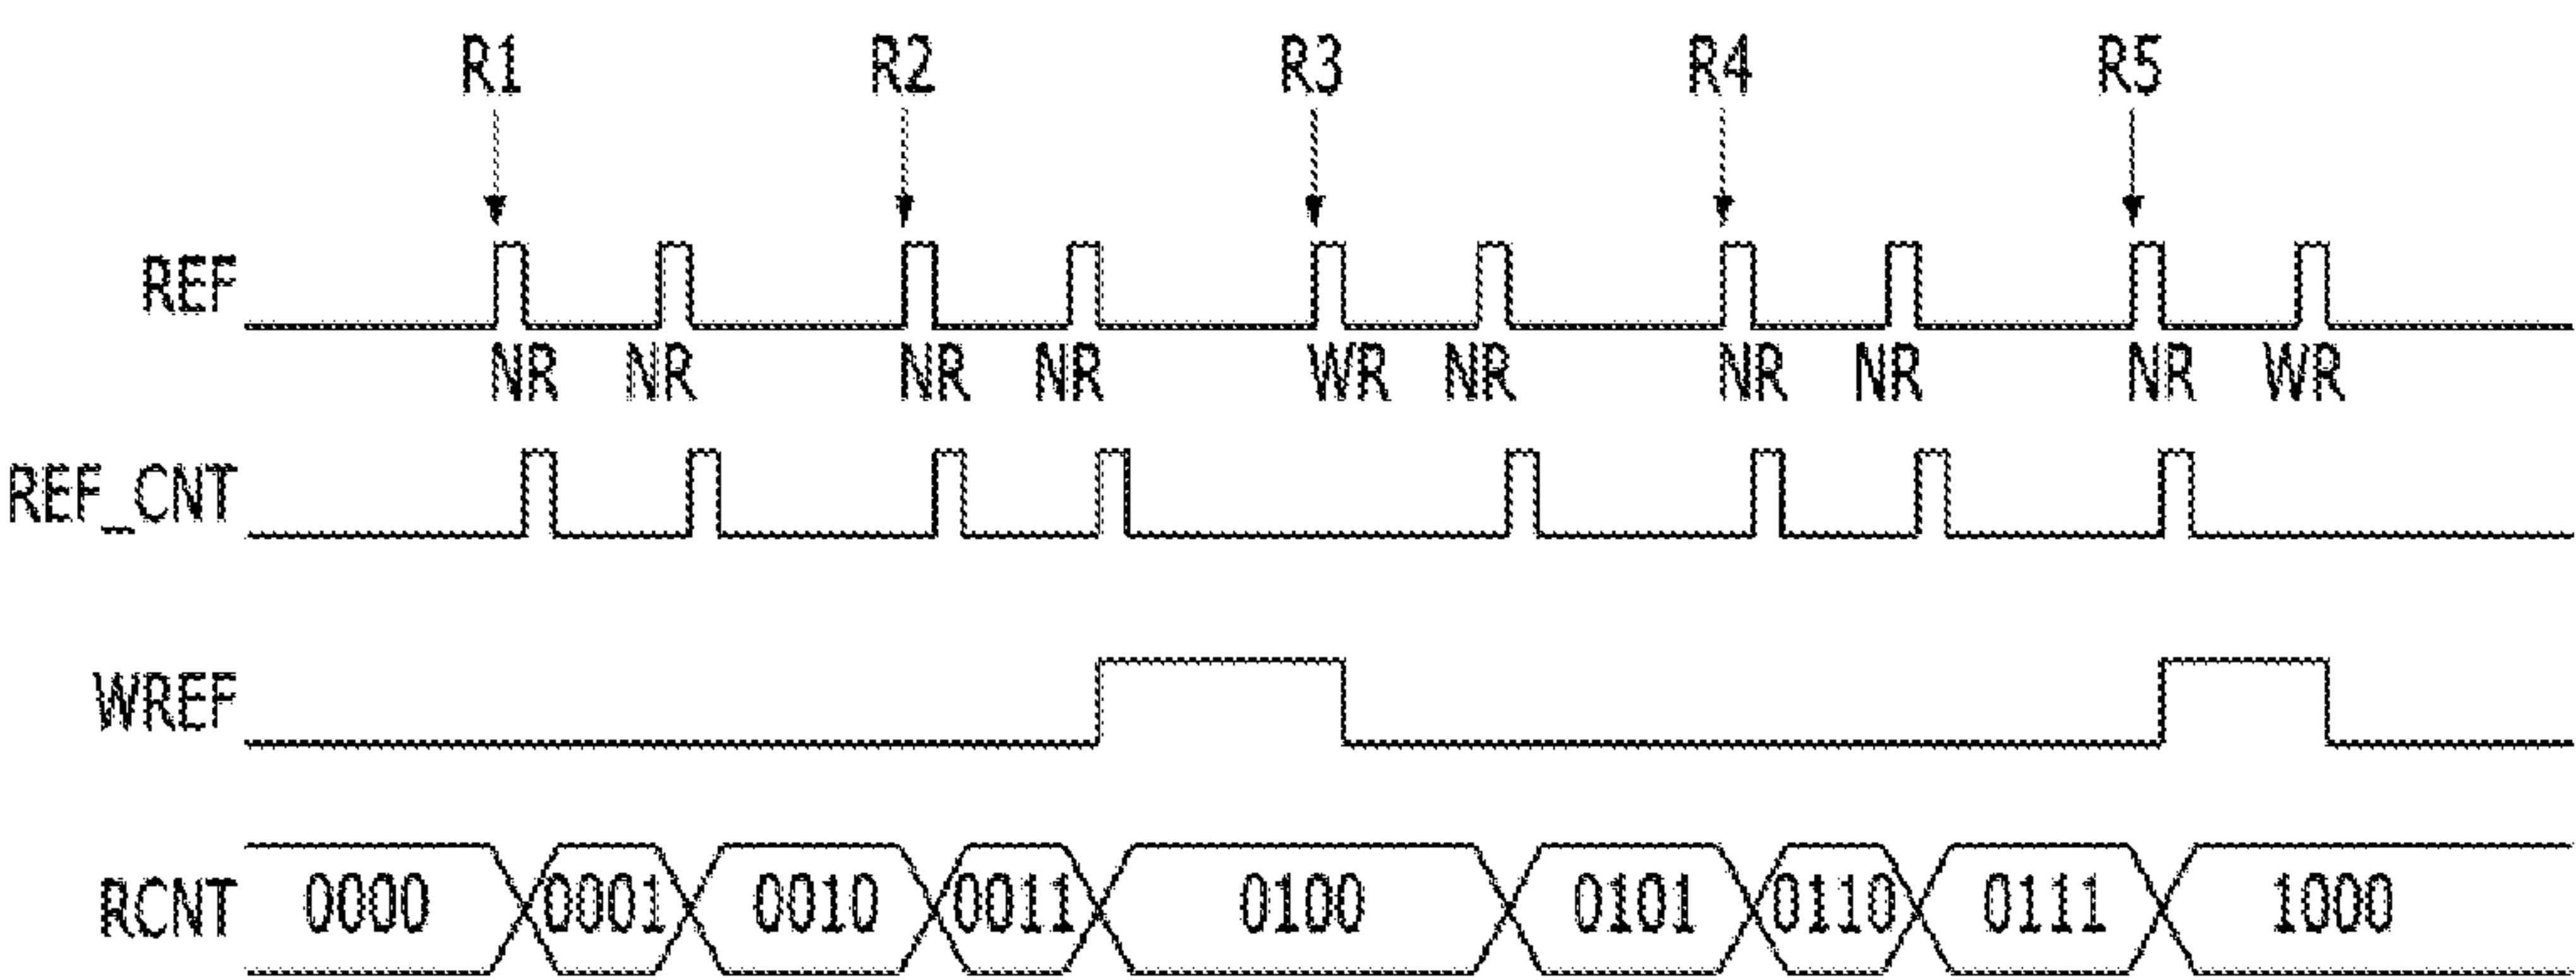 R1 R2 R3 R4 R5
REF
NR NR NR NR WR NR NR NR NR WR
REF_CNT
WREF
RCNT 0000 0001 0010 0011 0100 0101 0110 0111 1000